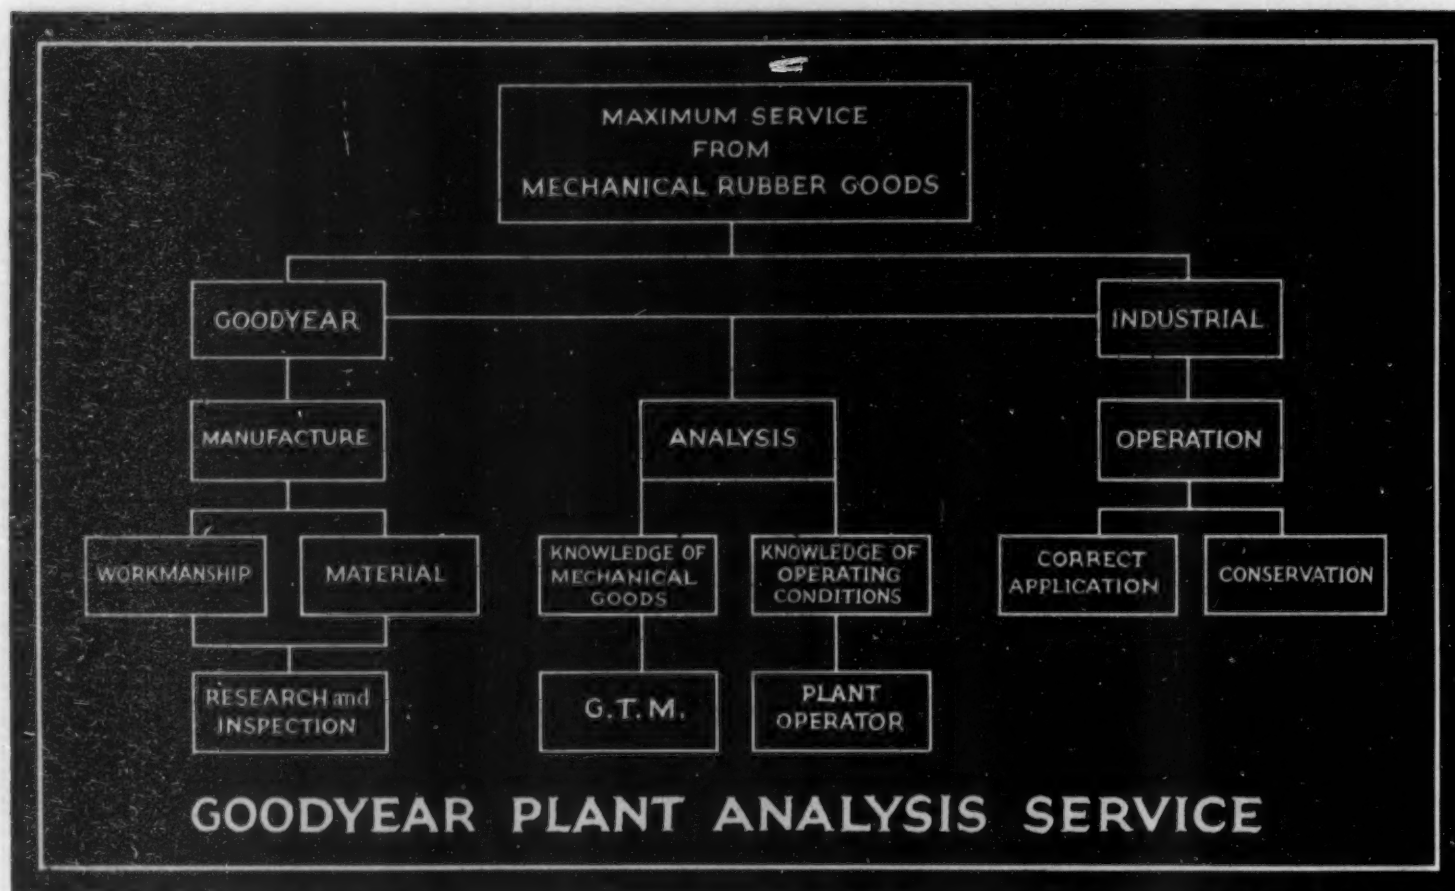 MAXIMUM SERVICE
FROM
MECHANICAL RUBBER GOODS
GOODYEAR
INDUSTRIAL
MANUFACTURE
ANALYSIS
OPERATION
WORKMANSHIP
MATERIAL
KNOWLEDGE OF
MECHANICAL
GOODS
KNOWLEDGE OF
OPERATING
CONDITIONS
CORRECT
APPLICATION
CONSERVATION
RESEARCH and
INSPECTION
G.T.M.
PLANT
OPERATOR
GOODYEAR PLANT ANALYSIS SERVICE